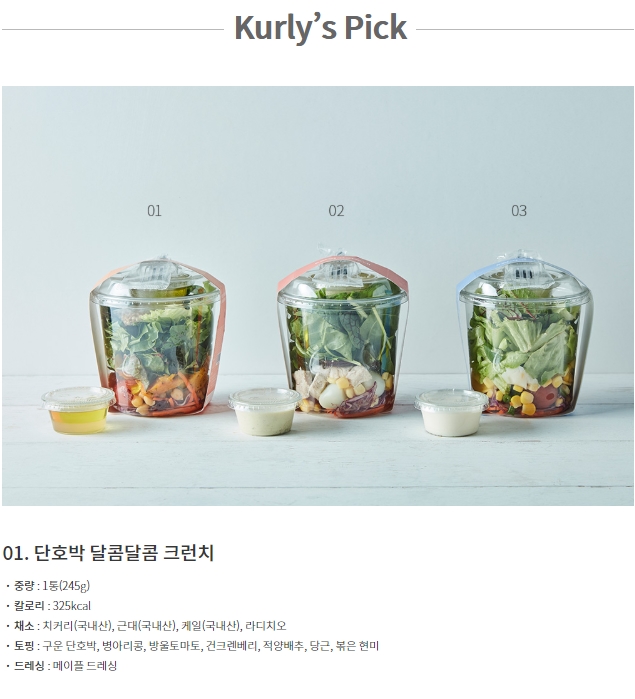 Kurly’s Pick
01
02
03
01. 단호박 달콤달콤 크런치
· 중량 : 1통(245g)
· 칼로리 : 325kcal
· 채소 : 치커리(국내산), 근대(국내산), 케일(국내산), 라디치오
· 토핑 : 구운 단호박, 병아리콩, 방울토마토, 건크렌베리, 적양배추, 당근, 볶은 현미
· 드레싱 : 메이플 드레싱